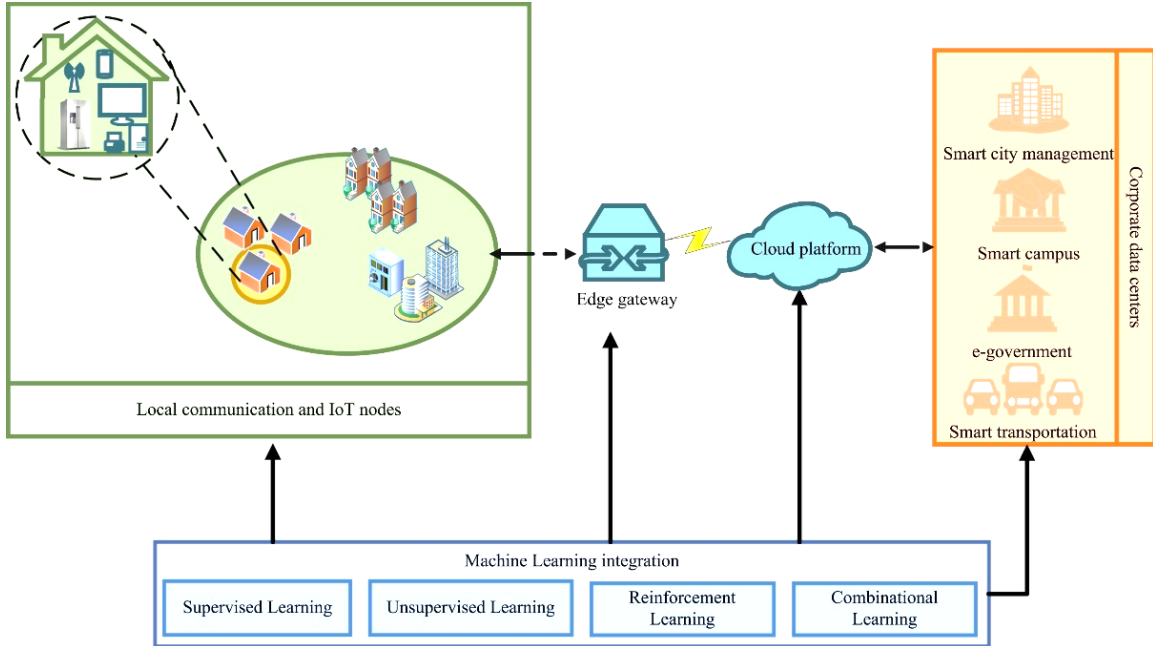 Local communication and IoT nodes
Edge gateway
Cloud platform
Smart city management
Smart campus
e-government
Smart transportation
Corporate data centers
Machine Learning integration
Supervised Learning
Unsupervised Learning
Reinforcement
Learning
Combinational
Learning